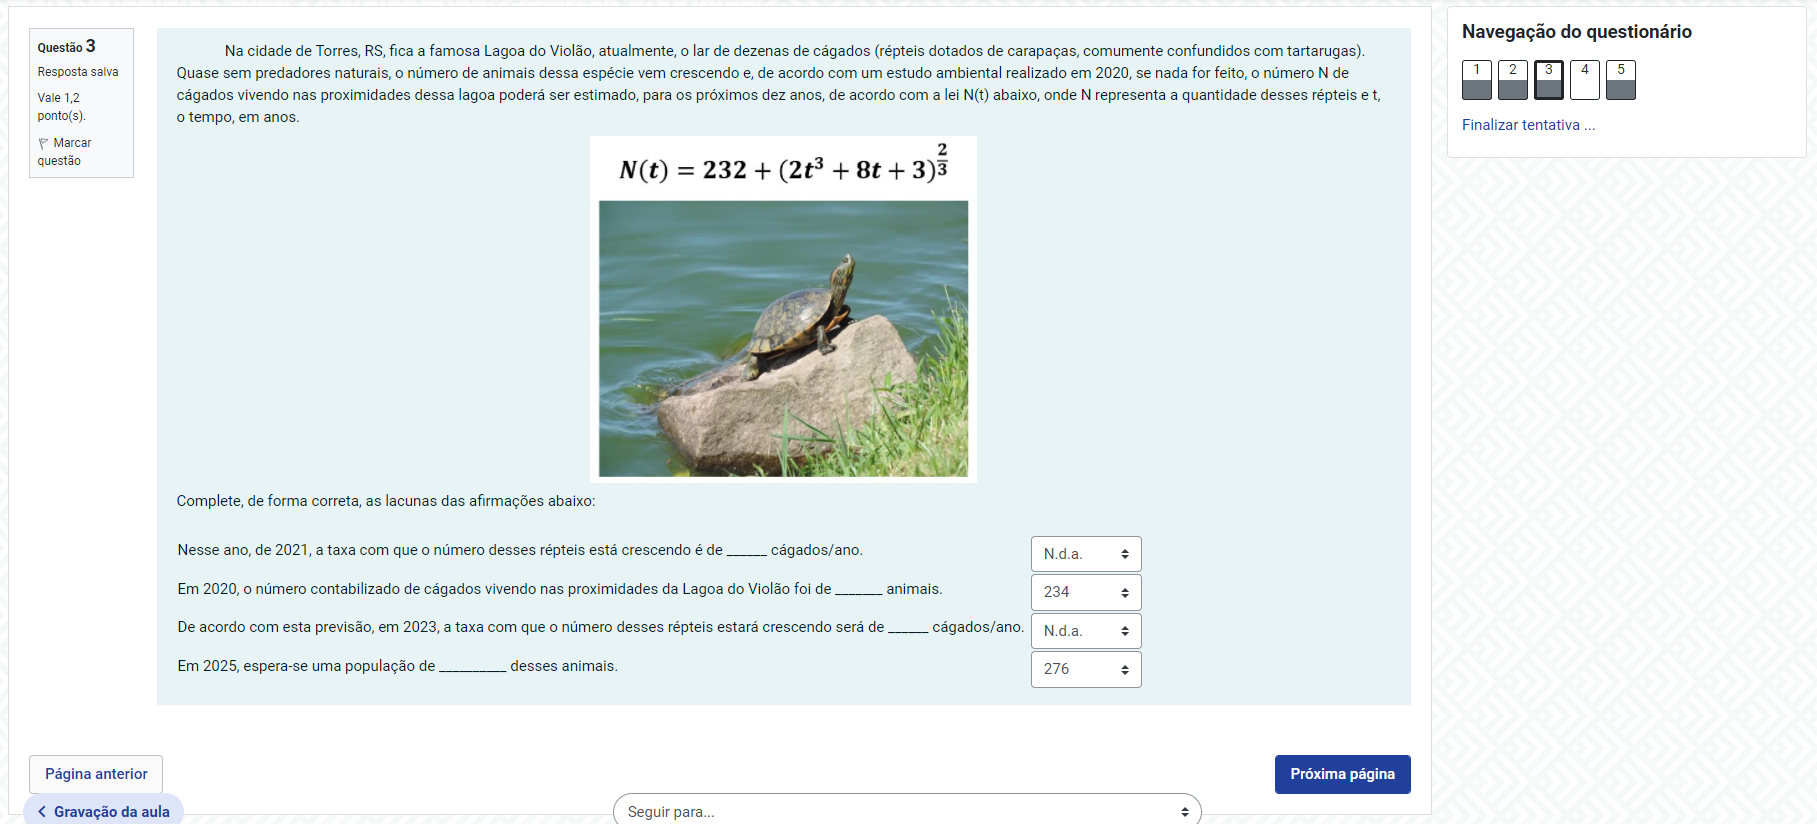 Questão 3
Resposta salva
Vale 1,2
ponto(s).
Marcar
questão
Na cidade de Torres, RS, fica a famosa Lagoa do Violão, atualmente, o lar de dezenas de cágados (répteis dotados de carapaças, comumente confundidos com tartarugas).
Quase sem predadores naturais, o número de animais dessa espécie vem crescendo e, de acordo com um estudo ambiental realizado em 2020, se nada for feito, o número N de
cágados vivendo nas proximidades dessa lagoa poderá ser estimado, para os próximos dez anos, de acordo com a lei N(t) abaixo, onde N representa a quantidade desses répteis e t,
o tempo, em anos.
N(t) = 232 + (2t³ + 8t + 3)^(2/3)
Complete, de forma correta, as lacunas das afirmações abaixo:
Nesse ano, de 2021, a taxa com que o número desses répteis está crescendo é de ______ cágados/ano.
N.d.a.
Em 2020, o número contabilizado de cágados vivendo nas proximidades da Lagoa do Violão foi de _______ animais.
234
De acordo com esta previsão, em 2023, a taxa com que o número desses répteis estará crescendo será de ______ cágados/ano.
N.d.a.
Em 2025, espera-se uma população de __________ desses animais.
276
Página anterior
Próxima página
Gravação da aula
Seguir para...
Navegação do questionário
1 2 3 4 5
Finalizar tentativa ...